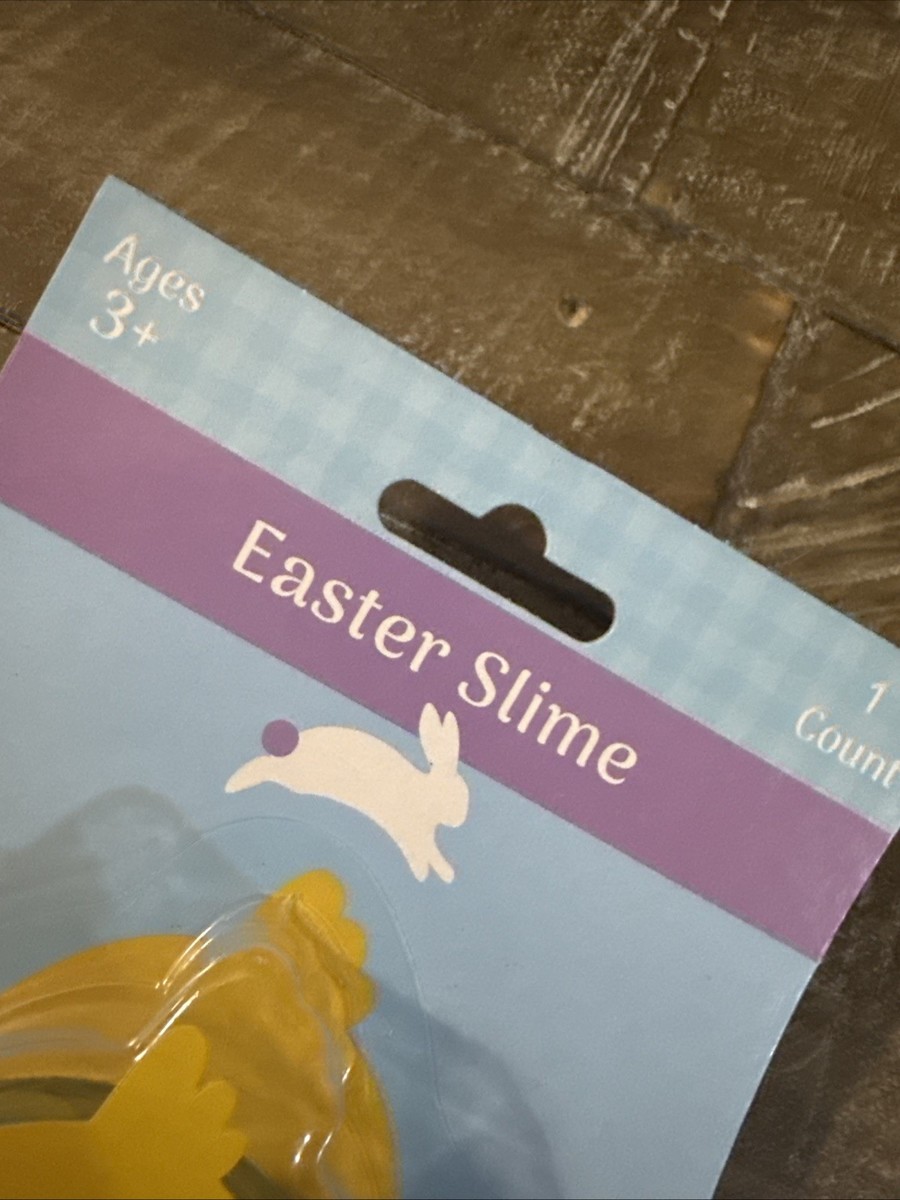 Ages
3+
Easter Slime
1
Count